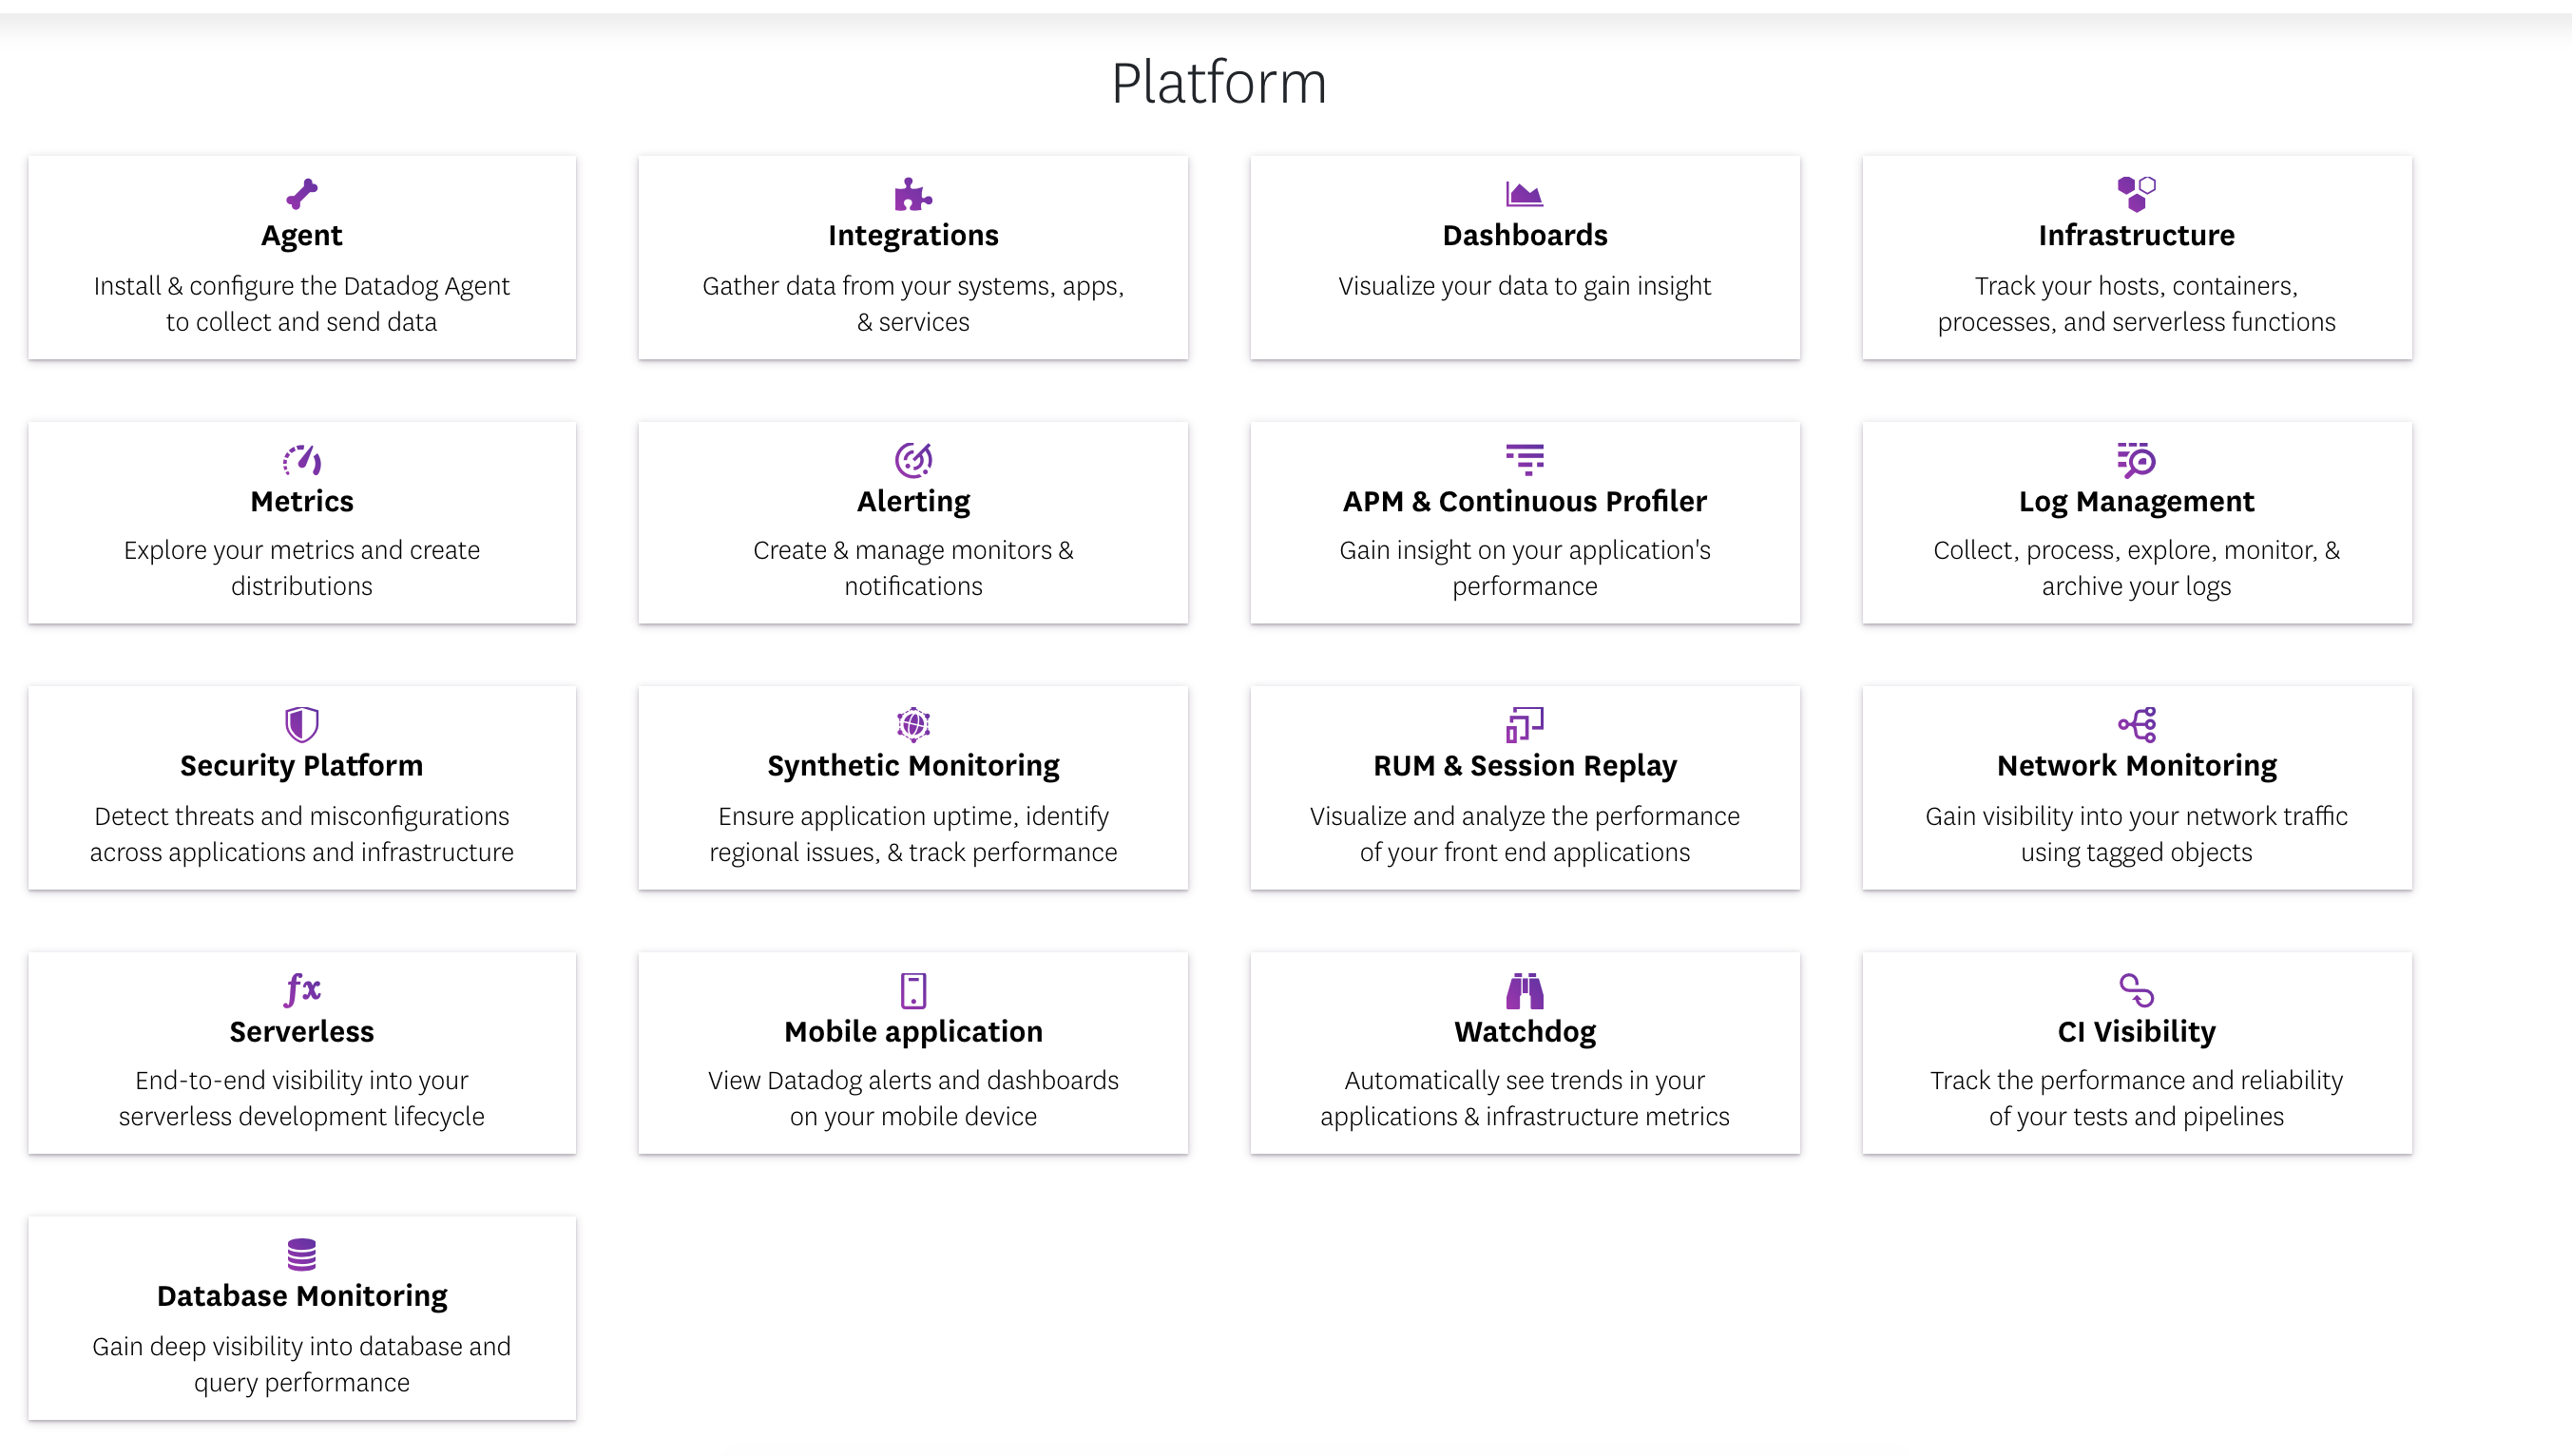 Platform
Agent
Install & configure the Datadog Agent
to collect and send data
Integrations
Gather data from your systems, apps,
& services
Dashboards
Visualize your data to gain insight
Infrastructure
Track your hosts, containers,
processes, and serverless functions
Metrics
Explore your metrics and create
distributions
Alerting
Create & manage monitors &
notifications
APM & Continuous Profiler
Gain insight on your application's
performance
Log Management
Collect, process, explore, monitor, &
archive your logs
Security Platform
Detect threats and misconfigurations
across applications and infrastructure
Synthetic Monitoring
Ensure application uptime, identify
regional issues, & track performance
RUM & Session Replay
Visualize and analyze the performance
of your front end applications
Network Monitoring
Gain visibility into your network traffic
using tagged objects
fx
Serverless
End-to-end visibility into your
serverless development lifecycle
Mobile application
View Datadog alerts and dashboards
on your mobile device
Watchdog
Automatically see trends in your
applications & infrastructure metrics
CI Visibility
Track the performance and reliability
of your tests and pipelines
Database Monitoring
Gain deep visibility into database and
query performance